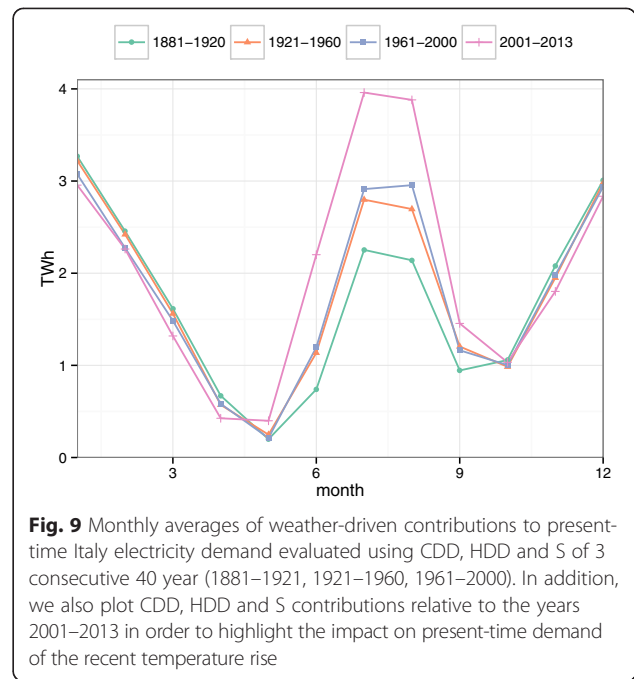 1881−1920 1921−1960 1961−2000 2001−2013
4
3
2
1
0
TWh
3 6 9 12
month
Fig. 9 Monthly averages of weather-driven contributions to present-
time Italy electricity demand evaluated using CDD, HDD and S of 3
consecutive 40 year (1881–1921, 1921–1960, 1961–2000). In addition,
we also plot CDD, HDD and S contributions relative to the years
2001–2013 in order to highlight the impact on present-time demand
of the recent temperature rise